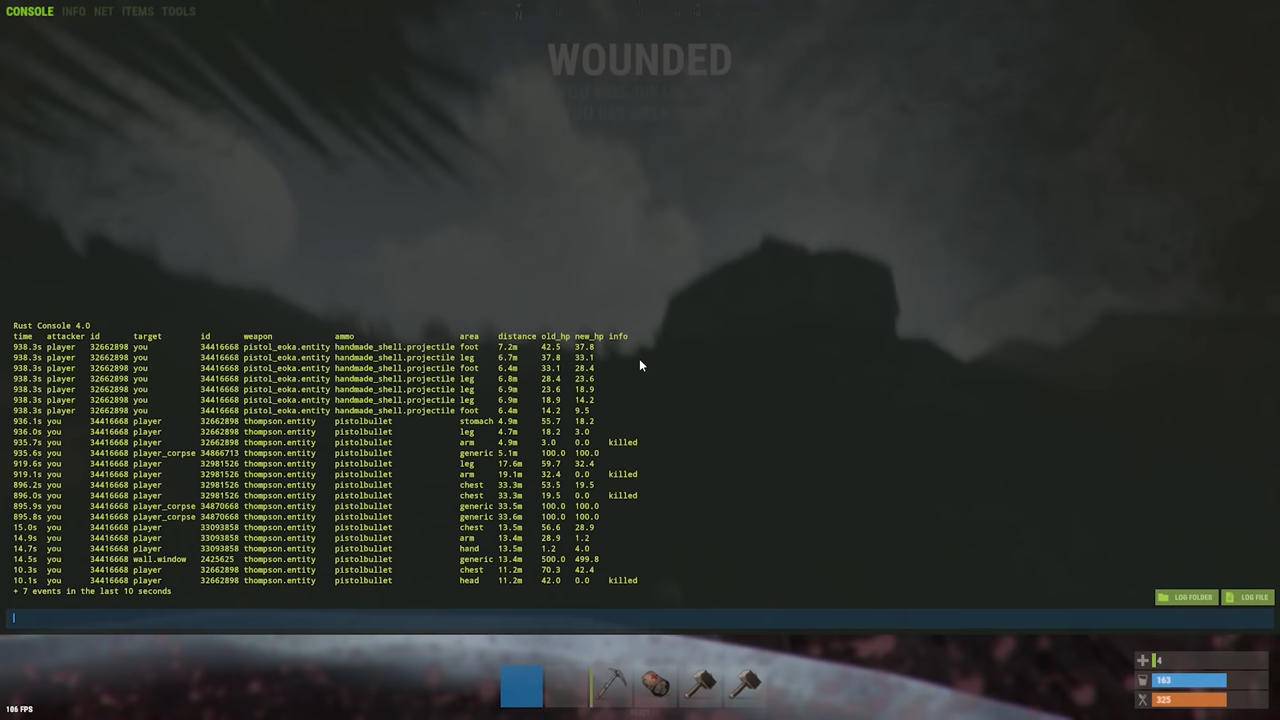 CONSOLE INFO NET ITEMS TOOLS
N
WOUNDED
Rust Console 4.0
time attacker id target id weapon ammo area distance old_hp new_hp info
938.3s player 32662898 you 34416668 pistol_eoka.entity handmade_shell.projectile foot 7.2m 42.5 37.8
938.3s player 32662898 you 34416668 pistol_eoka.entity handmade_shell.projectile leg 6.7m 37.8 33.1
938.3s player 32662898 you 34416668 pistol_eoka.entity handmade_shell.projectile foot 6.4m 33.1 28.4
938.3s player 32662898 you 34416668 pistol_eoka.entity handmade_shell.projectile leg 6.8m 28.4 23.6
938.3s player 32662898 you 34416668 pistol_eoka.entity handmade_shell.projectile leg 6.9m 23.6 18.9
938.3s player 32662898 you 34416668 pistol_eoka.entity handmade_shell.projectile leg 6.9m 18.9 14.2
938.3s player 32662898 you 34416668 pistol_eoka.entity handmade_shell.projectile foot 6.4m 14.2 9.5
936.1s you 34416668 player 32662898 thompson.entity pistolbullet stomach 4.9m 55.7 18.2
936.0s you 34416668 player 32662898 thompson.entity pistolbullet leg 4.7m 18.2 3.0
935.7s you 34416668 player 32662898 thompson.entity pistolbullet arm 4.9m 3.0 0.0 killed
935.6s you 34416668 player_corpse 34866713 thompson.entity pistolbullet generic 5.1m 100.0 100.0
919.6s you 34416668 player 32981526 thompson.entity pistolbullet leg 17.6m 59.7 32.4
919.1s you 34416668 player 32981526 thompson.entity pistolbullet arm 19.1m 32.4 0.0 killed
896.2s you 34416668 player 32981526 thompson.entity pistolbullet chest 33.3m 53.5 19.5
896.0s you 34416668 player 32981526 thompson.entity pistolbullet chest 33.3m 19.5 0.0 killed
895.9s you 34416668 player_corpse 34870668 thompson.entity pistolbullet generic 33.5m 100.0 100.0
895.8s you 34416668 player_corpse 34870668 thompson.entity pistolbullet generic 33.6m 100.0 100.0
15.0s you 34416668 player 33093858 thompson.entity pistolbullet chest 13.5m 56.6 28.9
14.9s you 34416668 player 33093858 thompson.entity pistolbullet arm 13.4m 28.9 1.2
14.7s you 34416668 player 33093858 thompson.entity pistolbullet hand 13.5m 1.2 4.0
14.5s you 34416668 wall.window 2425625 thompson.entity pistolbullet generic 13.4m 500.0 499.8
10.3s you 34416668 player 32662898 thompson.entity pistolbullet chest 11.2m 70.3 42.4
10.1s you 34416668 player 32662898 thompson.entity pistolbullet head 11.2m 42.0 0.0 killed
+ 7 events in the last 10 seconds
LOG FOLDER LOG FILE
4
163
325
106 FPS